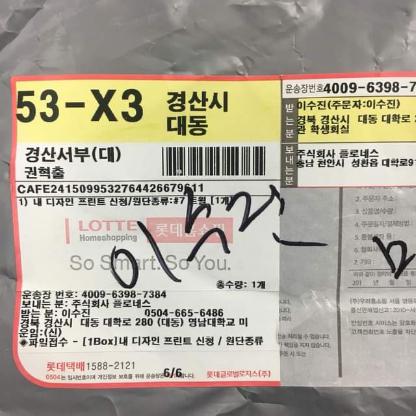 53-X3
경산시
대동
운송장번호 4009-6398-7
받는분
이수진(주문자:이수진)
경북 경산시 대동 대학로
관 학생회실
보내는분
주식회사 플로네스
충남 천안시 성환읍 대학로91
경산서부(대)
권혁출
CAFE2415099532764426679611
1) 내 디자인 프린트 신청/원단종류:#7
LOTTE
Homeshopping
롯데홈쇼핑
So Smart. So You.
이수진
총수량: 1개
운송장 번호: 4009-6398-7384
보내는 분: 주식회사 플로네스
받는 분: 이수진 0504-665-6486
경북 경산시 대동 대학로 280 (대동) 영남대학교 미
운임:(신)
◉파일접수 - [1Box]내 디자인 프린트 신청 / 원단종류
롯데택배 1588-2121
6/6
롯데글로벌로지스(주)